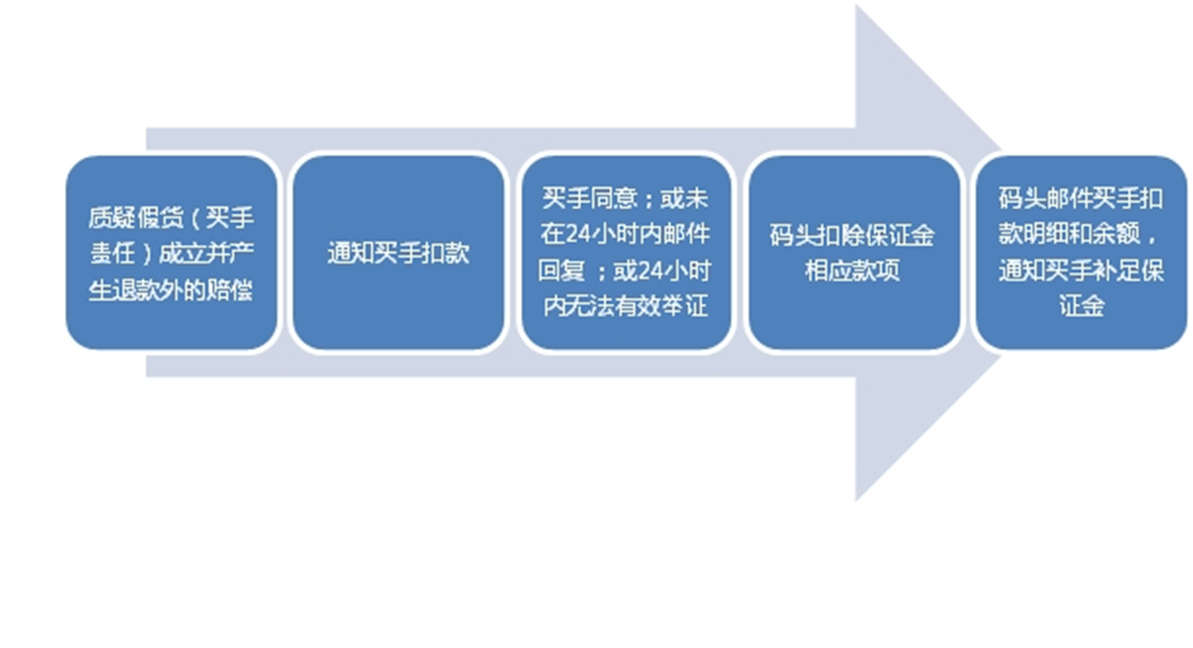 质疑假货（买手
责任）成立并产
生退款外的赔偿
通知买手扣款
买手同意；或未
在24小时内邮件
回复 ；或24小时
内无法有效举证
码头扣除保证金
相应款项
码头邮件买手扣
款明细和余额，
通知买手补足保
证金